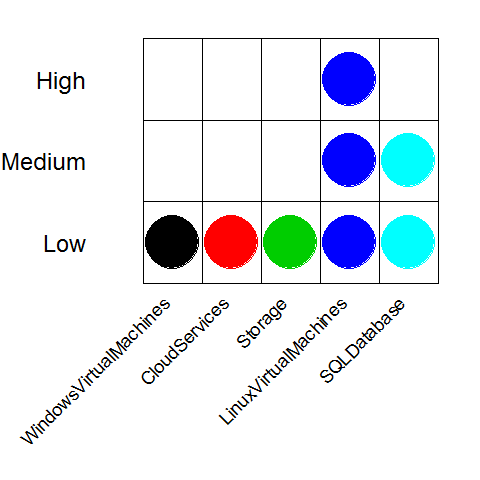 High
Medium
Low
WindowsVirtualMachines
CloudServices
Storage
LinuxVirtualMachines
SQLDatabase